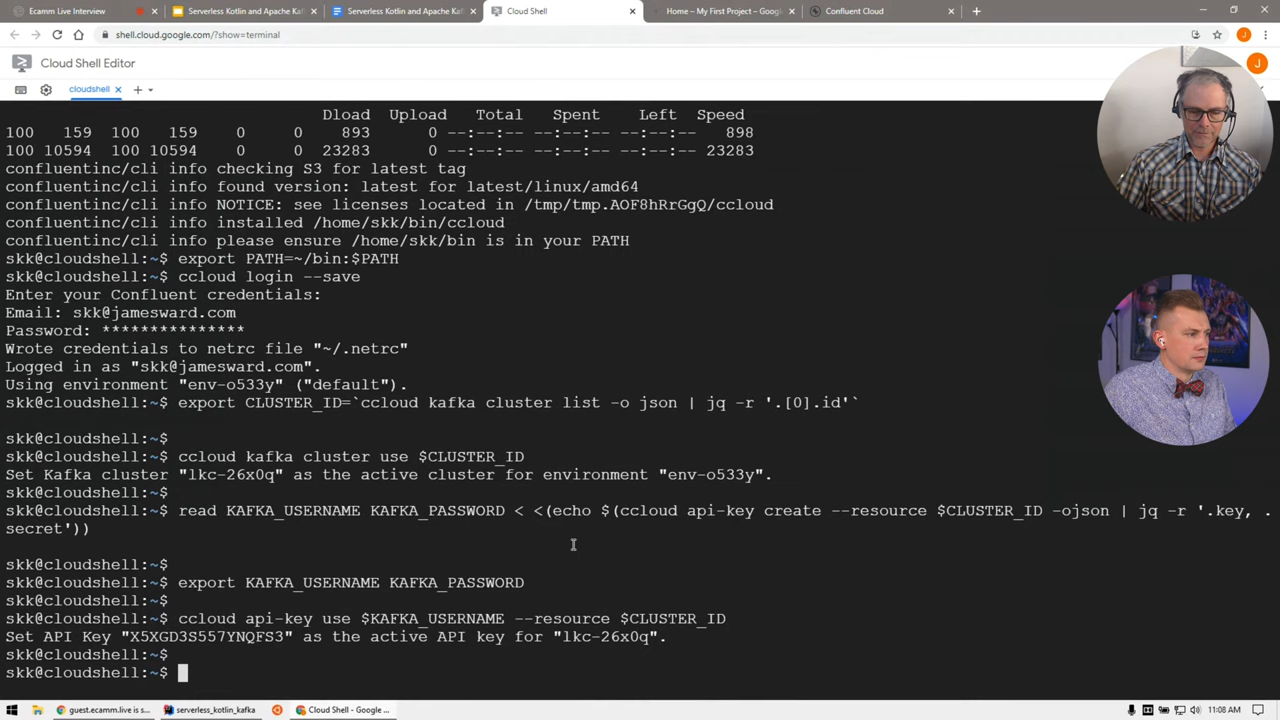 Ecamm Live Interview
Serverless Kotlin and Apache Kaf
Serverless Kotlin and Apache Kaf
Cloud Shell
Home – My First Project – Goog
Confluent Cloud
shell.cloud.google.com/?show=terminal
J
Cloud Shell Editor
J
cloudshell
Dload Upload Total Spent Left Speed
100 159 100 159 0 0 893 0 --:--:-- --:--:-- --:--:-- 898
100 10594 100 10594 0 0 23283 0 --:--:-- --:--:-- --:--:-- 23283
confluentinc/cli info checking S3 for latest tag
confluentinc/cli info found version: latest for latest/linux/amd64
confluentinc/cli info NOTICE: see licenses located in /tmp/tmp.AOF8hRrGgQ/ccloud
confluentinc/cli info installed /home/skk/bin/ccloud
confluentinc/cli info please ensure /home/skk/bin is in your PATH
skk@cloudshell:~$ export PATH=~/bin:$PATH
skk@cloudshell:~$ ccloud login --save
Enter your Confluent credentials:
Email: skk@jamesward.com
Password: ***************
Wrote credentials to netrc file "~/.netrc"
Logged in as "skk@jamesward.com".
Using environment "env-o533y" ("default").
skk@cloudshell:~$ export CLUSTER_ID=`ccloud kafka cluster list -o json | jq -r '.[0].id'`
skk@cloudshell:~$
skk@cloudshell:~$ ccloud kafka cluster use $CLUSTER_ID
Set Kafka cluster "lkc-26x0q" as the active cluster for environment "env-o533y".
skk@cloudshell:~$
skk@cloudshell:~$ read KAFKA_USERNAME KAFKA_PASSWORD < <(echo $(ccloud api-key create --resource $CLUSTER_ID -ojson | jq -r '.key, .
secret'))
skk@cloudshell:~$
skk@cloudshell:~$ export KAFKA_USERNAME KAFKA_PASSWORD
skk@cloudshell:~$
skk@cloudshell:~$ ccloud api-key use $KAFKA_USERNAME --resource $CLUSTER_ID
Set API Key "X5XGD3S557YNQFS3" as the active API key for "lkc-26x0q".
skk@cloudshell:~$
skk@cloudshell:~$
guest.ecamm.live is s...
serverless_kotlin_kafka
Cloud Shell - Google ...
11:08 AM